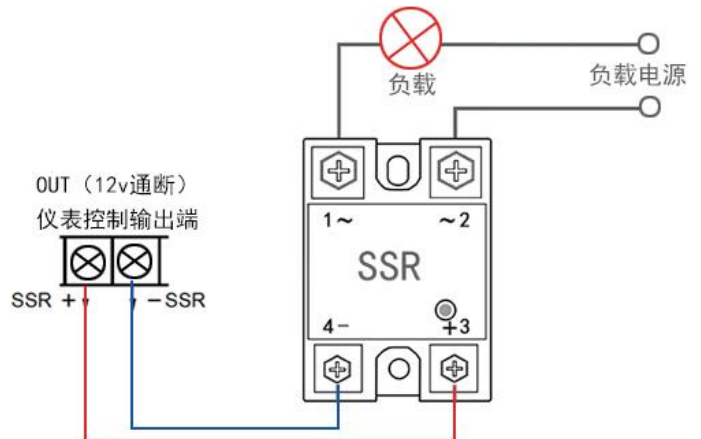 负载
负载电源
OUT（12v通断）
仪表控制输出端
1~
~2
SSR
SSR +
-SSR
4-
+3